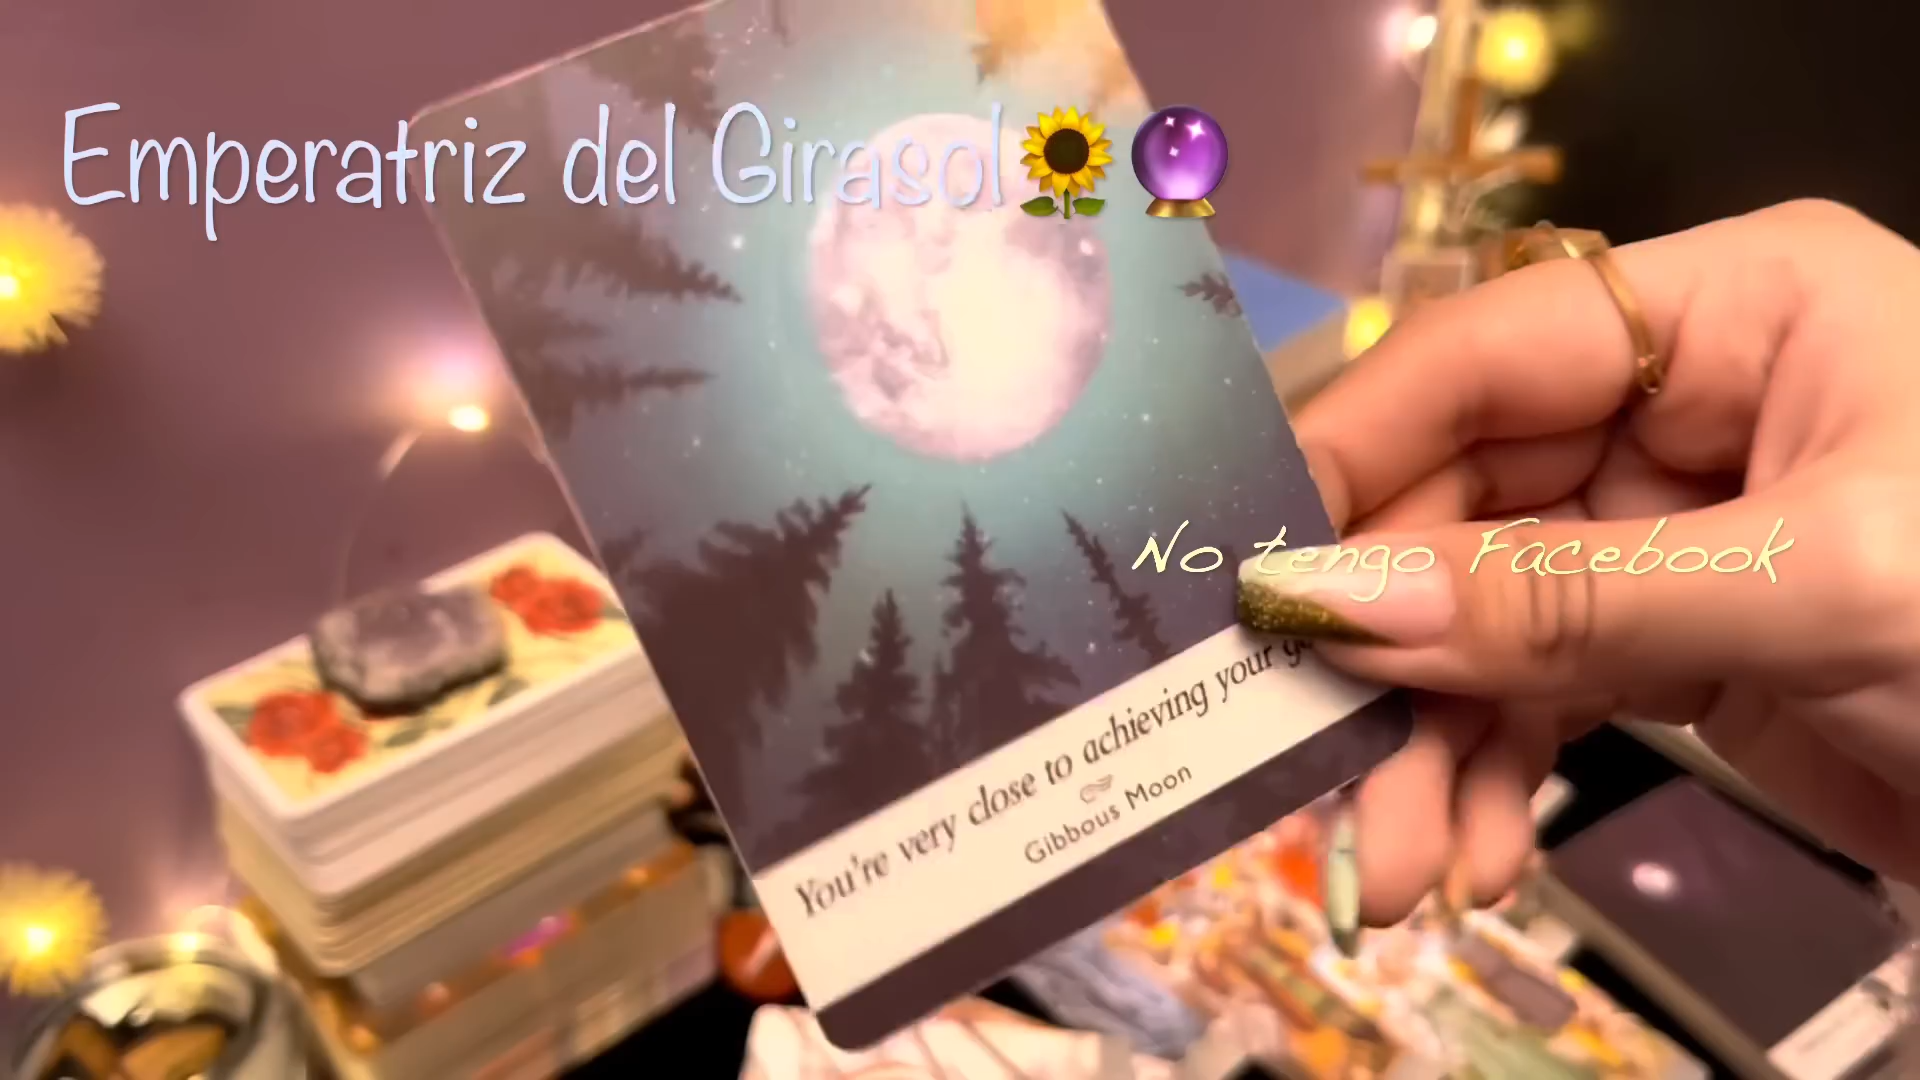 Emperatriz del Girasol🌻🔮
No tengo Facebook
You're very close to achieving your
Gibbous Moon